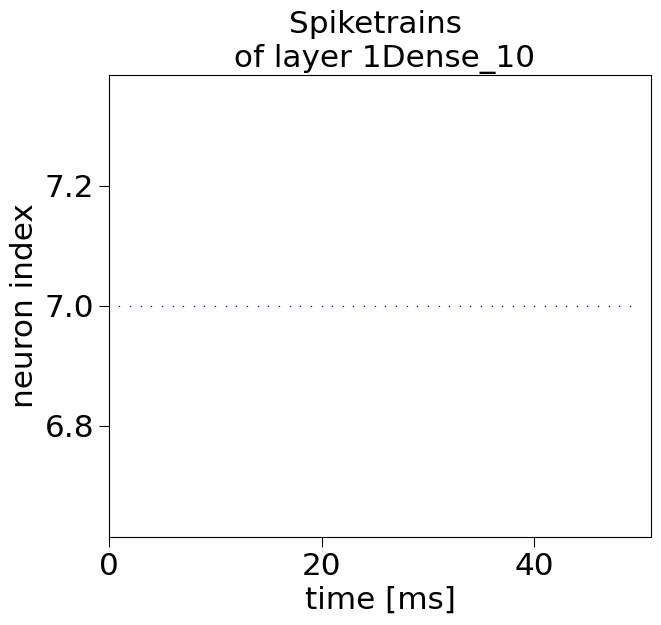 Spiketrains
of layer 1Dense_10
neuron index
7.2
7.0
6.8
0 20 40
time [ms]